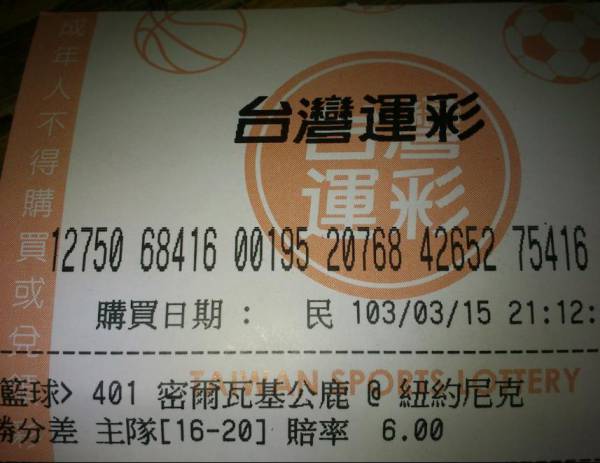 台灣運彩
台灣
運彩
12750 68416 00195 20768 42652 75416
購買日期： 民 103/03/15 21:12:
TAIWAN SPORTS LOTTERY
籃球> 401 密爾瓦基公鹿 @ 紐約尼克
勝分差 主隊[16-20] 賠率 6.00
成年人不得購買或兌